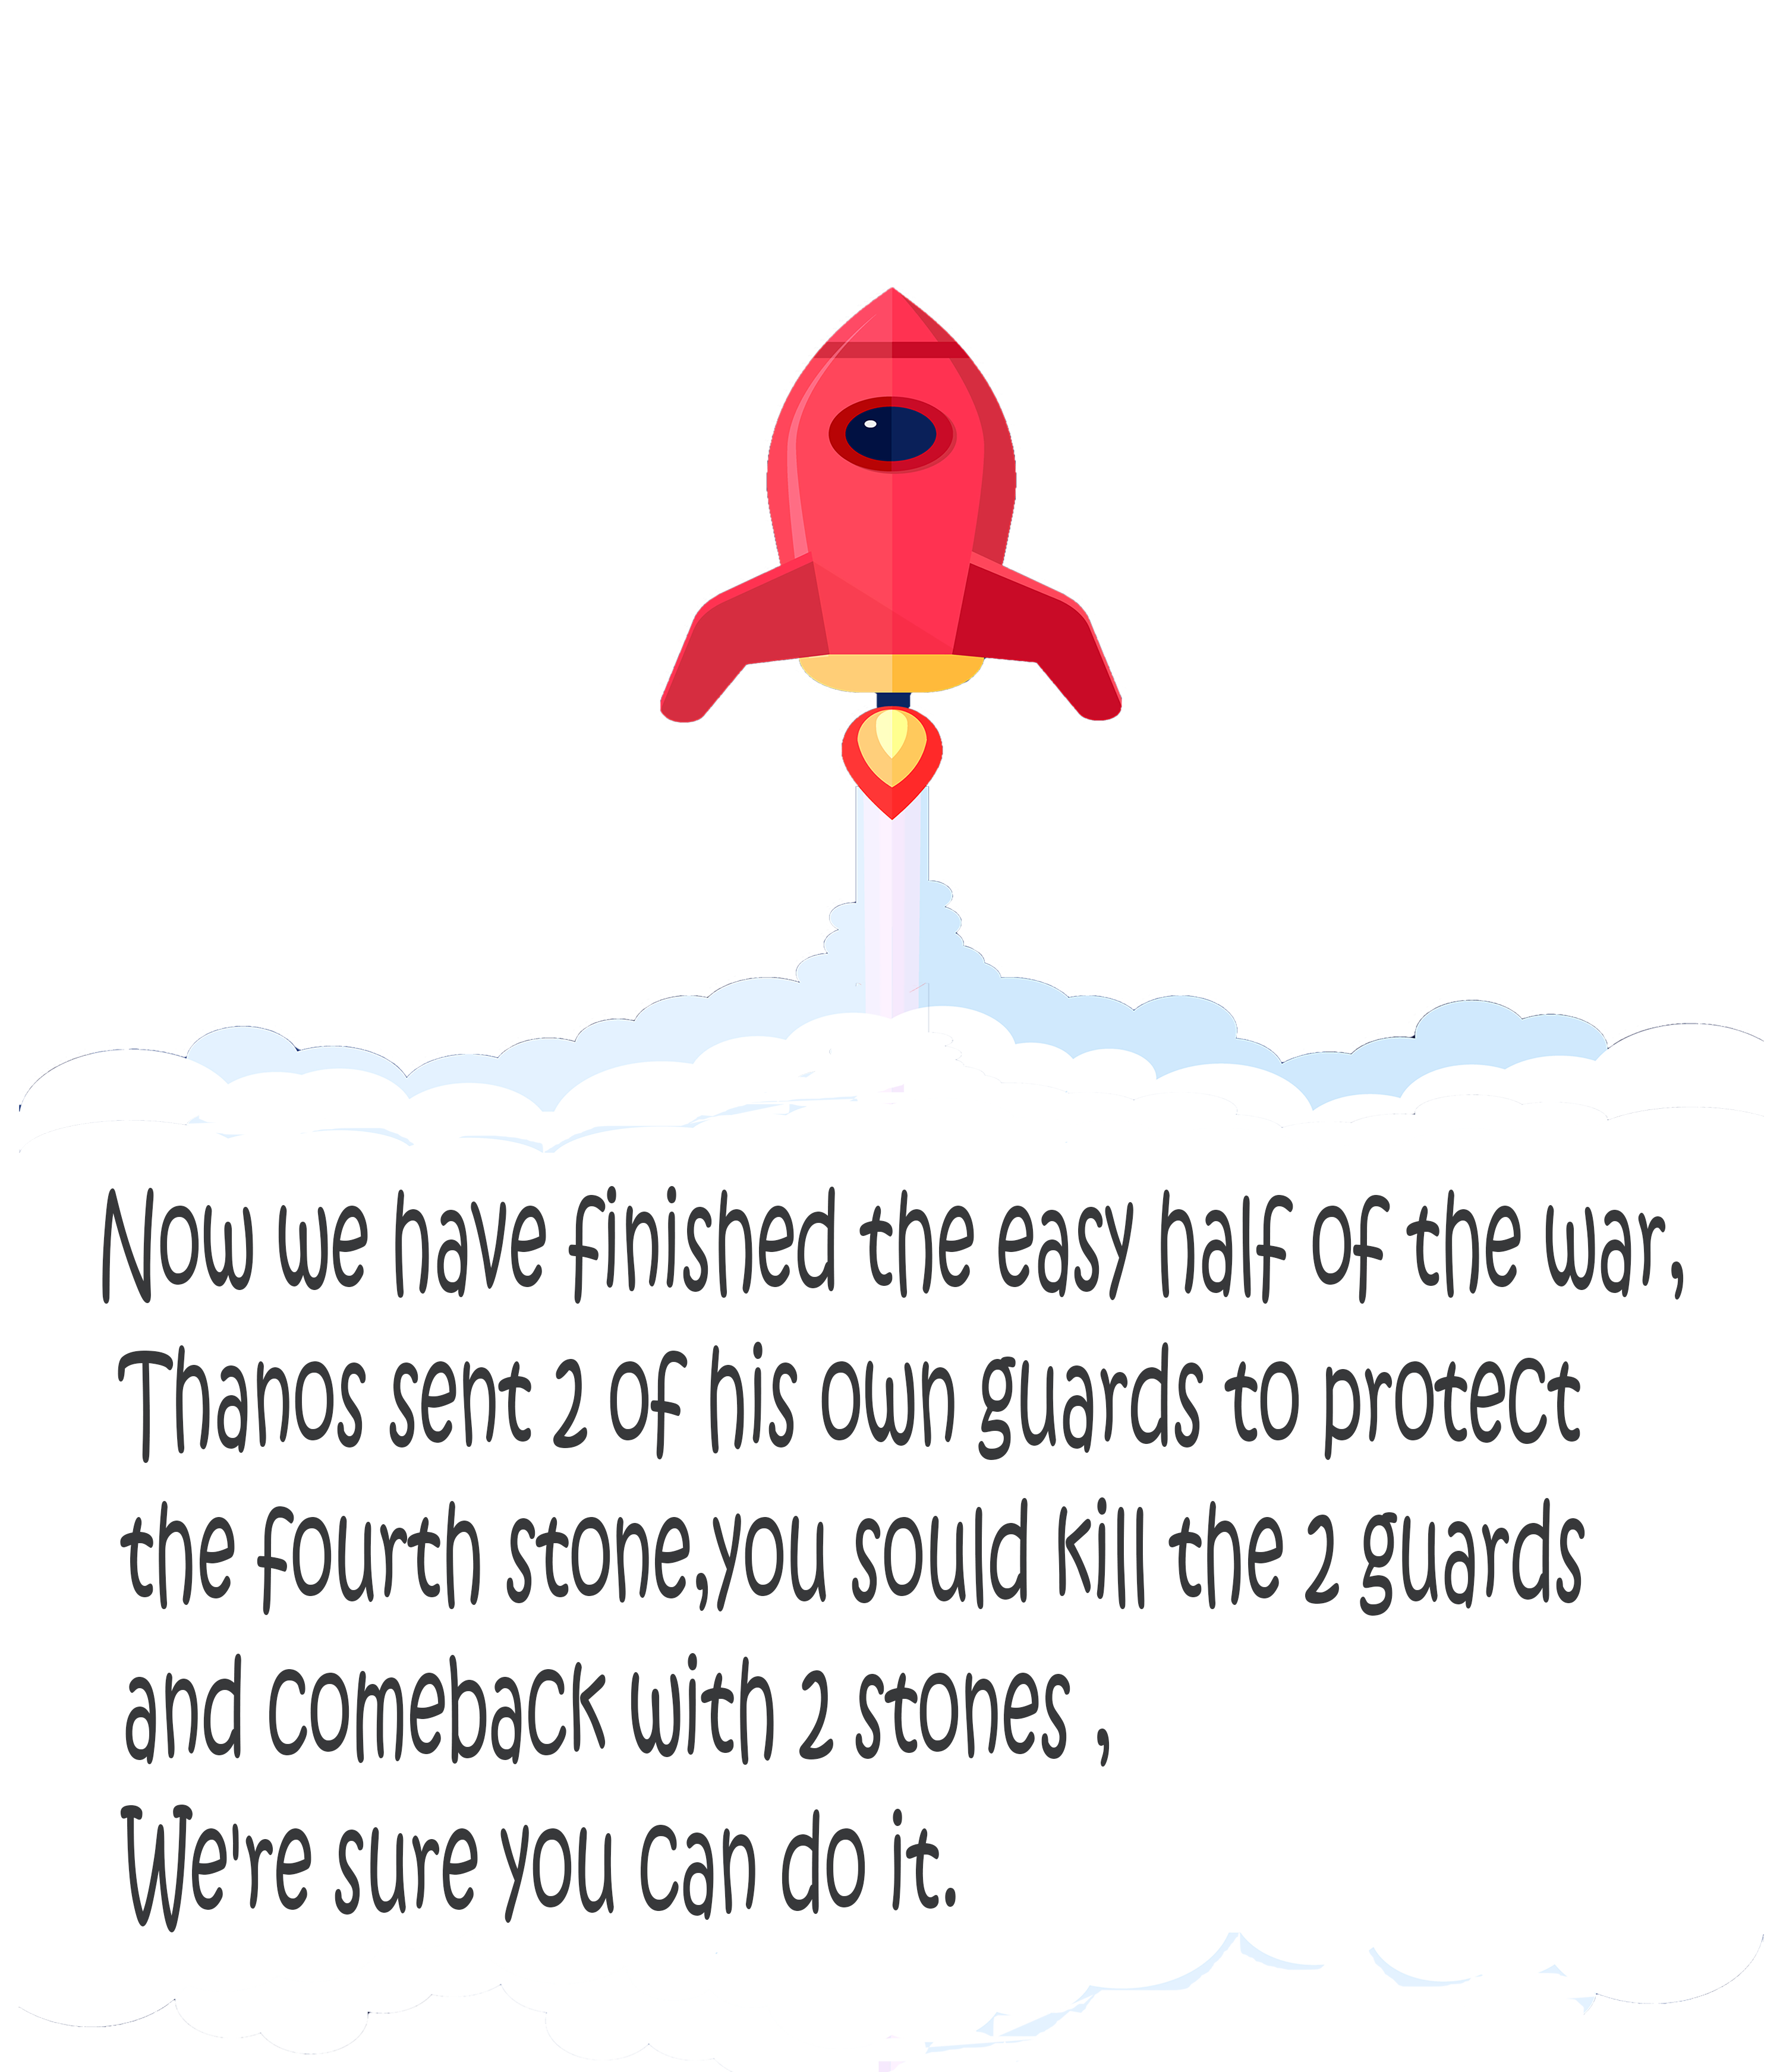 Now we have finished the easy half of the war,
Thanos sent 2 of his own guards to protect
the fourth stone,you sould kill the 2 guards
and comeback with 2 stones ,
We're sure you can do it.